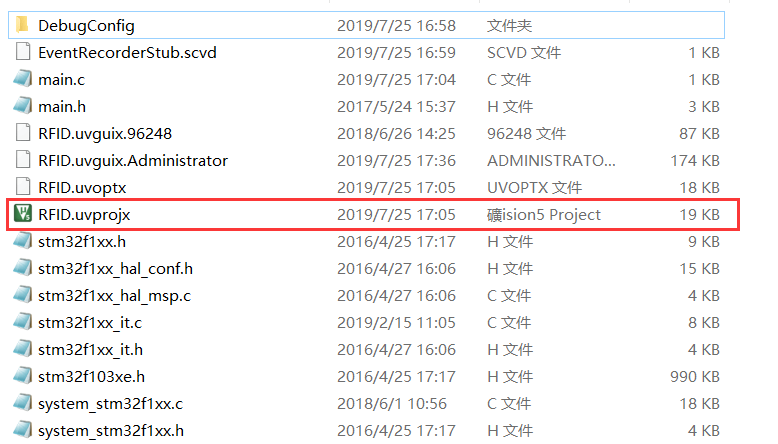 DebugConfig 2019/7/25 16:58 文件夹
EventRecorderStub.scvd 2019/7/25 16:59 SCVD 文件 1 KB
main.c 2019/7/25 17:04 C 文件 1 KB
main.h 2017/5/24 15:37 H 文件 3 KB
RFID.uvguix.96248 2018/6/26 14:25 96248 文件 87 KB
RFID.uvguix.Administrator 2019/7/25 17:36 ADMINISTRATO... 174 KB
RFID.uvoptx 2019/7/25 17:05 UVOPTX 文件 18 KB
RFID.uvprojx 2019/7/25 17:05 礦ision5 Project 19 KB
stm32f1xx.h 2016/4/25 17:17 H 文件 9 KB
stm32f1xx_hal_conf.h 2016/4/27 16:06 H 文件 15 KB
stm32f1xx_hal_msp.c 2016/4/27 16:06 C 文件 4 KB
stm32f1xx_it.c 2019/2/15 11:05 C 文件 8 KB
stm32f1xx_it.h 2016/4/27 16:06 H 文件 4 KB
stm32f103xe.h 2016/4/25 17:17 H 文件 990 KB
system_stm32f1xx.c 2018/6/1 10:56 C 文件 18 KB
system_stm32f1xx.h 2016/4/25 17:17 H 文件 4 KB